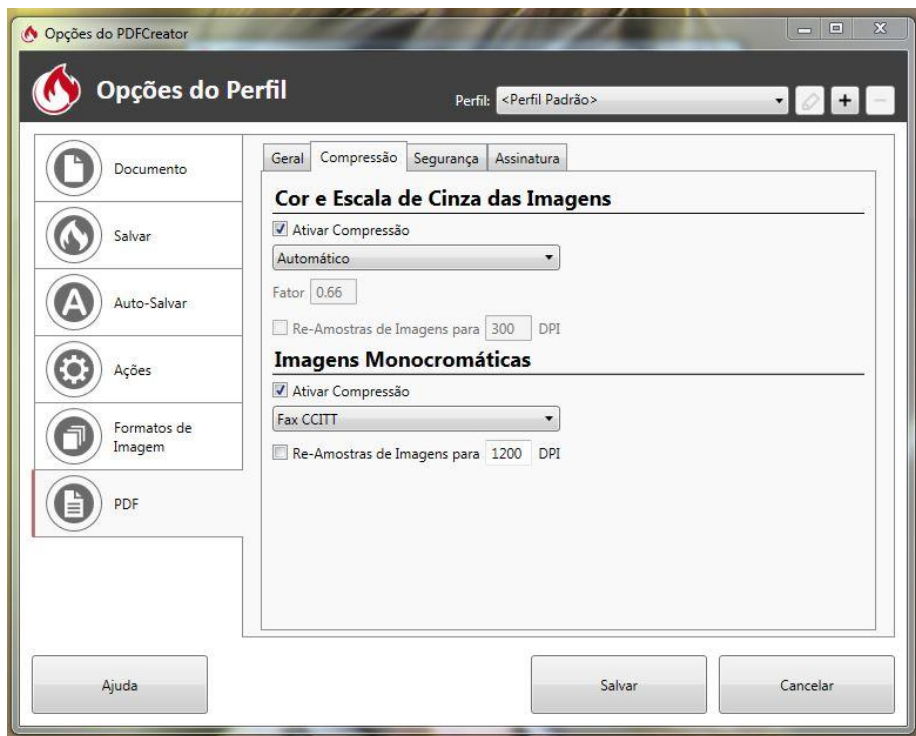 Opções do PDFCreator
Opções do Perfil
Perfil: <Perfil Padrão>
Documento
Salvar
Auto-Salvar
Ações
Formatos de
Imagem
PDF
Geral Compressão Segurança Assinatura
Cor e Escala de Cinza das Imagens
Ativar Compressão
Automático
Fator 0.66
Re-Amostras de Imagens para 300 DPI
Imagens Monocromáticas
Ativar Compressão
Fax CCITT
Re-Amostras de Imagens para 1200 DPI
Ajuda Salvar Cancelar